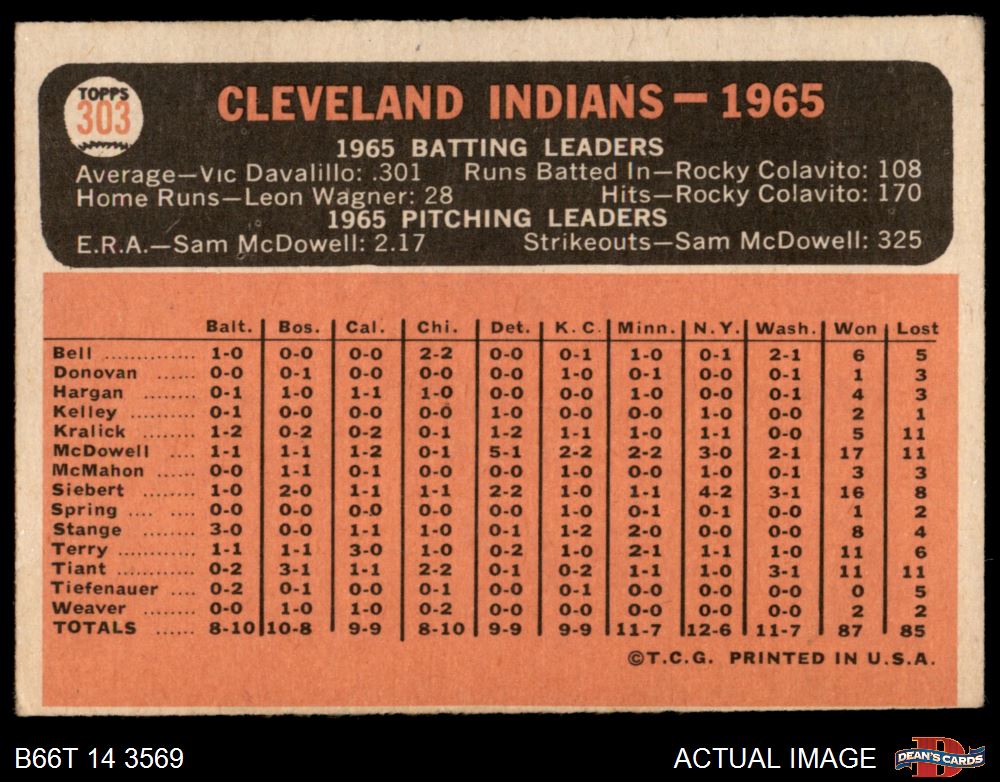 TOPPS
303
CLEVELAND INDIANS — 1965
1965 BATTING LEADERS
Average—Vic Davalillo: .301 Runs Batted In—Rocky Colavito: 108
Home Runs—Leon Wagner: 28 Hits—Rocky Colavito: 170
1965 PITCHING LEADERS
E.R.A.—Sam McDowell: 2.17 Strikeouts—Sam McDowell: 325
Balt. Bos. Cal. Chi. Det. K. C. Minn. N.Y. Wash. Won Lost
Bell .............. 1-0 0-0 0-0 2-2 0-0 0-1 1-0 0-1 2-1 6 5
Donovan ...... 0-0 0-1 0-0 0-0 0-0 1-0 0-1 0-0 0-1 1 3
Hargan ........ 0-1 1-0 1-1 1-0 0-0 0-0 1-0 0-0 0-1 4 3
Kelley .......... 0-1 0-0 0-0 0-0 1-0 0-0 0-0 1-0 0-0 2 1
Kralick ........ 1-2 0-2 0-2 0-1 1-2 1-1 1-0 1-1 0-0 5 11
McDowell .... 1-1 1-1 1-2 0-1 5-1 2-2 2-2 3-0 2-1 17 11
McMahon .... 0-0 1-1 0-1 0-1 0-0 1-0 0-0 1-0 0-0 3 3
Siebert ........ 1-0 2-0 1-1 1-1 2-2 1-0 1-1 4-2 3-1 16 8
Spring .... .... 0-0 0-0 0-0 0-0 0-0 1-0 0-1 0-1 0-0 1 2
Stange ........ 3-0 0-0 1-1 1-0 0-1 1-2 2-0 0-0 0-0 8 4
Terry ........... 1-1 1-1 3-0 1-0 0-2 1-0 2-1 1-1 1-0 11 6
Tiant ............ 0-2 3-1 1-1 2-2 0-1 0-2 1-1 1-0 3-1 11 11
Tiefenauer .... 0-2 0-1 0-0 0-1 0-0 0-1 0-0 0-0 0-0 0 5
Weaver ........ 0-0 1-0 1-0 0-2 0-0 0-0 0-0 0-0 0-0 2 2
TOTALS ...... 8-10 10-8 9-9 8-10 9-9 9-9 11-7 12-6 11-7 87 85
©T.C.G. PRINTED IN U.S.A.
B66T 14 3569 ACTUAL IMAGE
D
DEAN'S CARDS